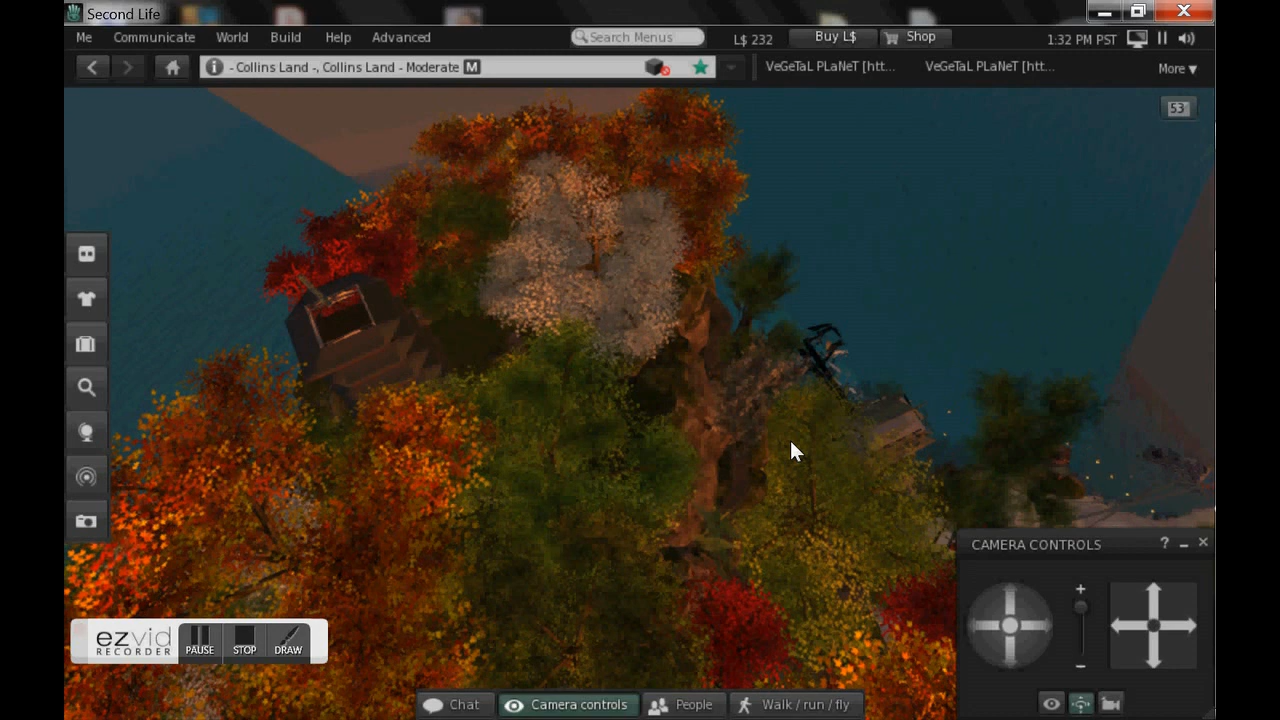 Second Life
Me Communicate World Build Help Advanced Search Menus L$ 232 Buy L$ Shop 1:32 PM PST
- Collins Land -, Collins Land - Moderate M VeGeTaL PLaNeT [htt... VeGeTaL PLaNeT [htt... More
53
CAMERA CONTROLS ?
ezvid
RECORDER
PAUSE STOP DRAW
Chat Camera controls People Walk / run / fly